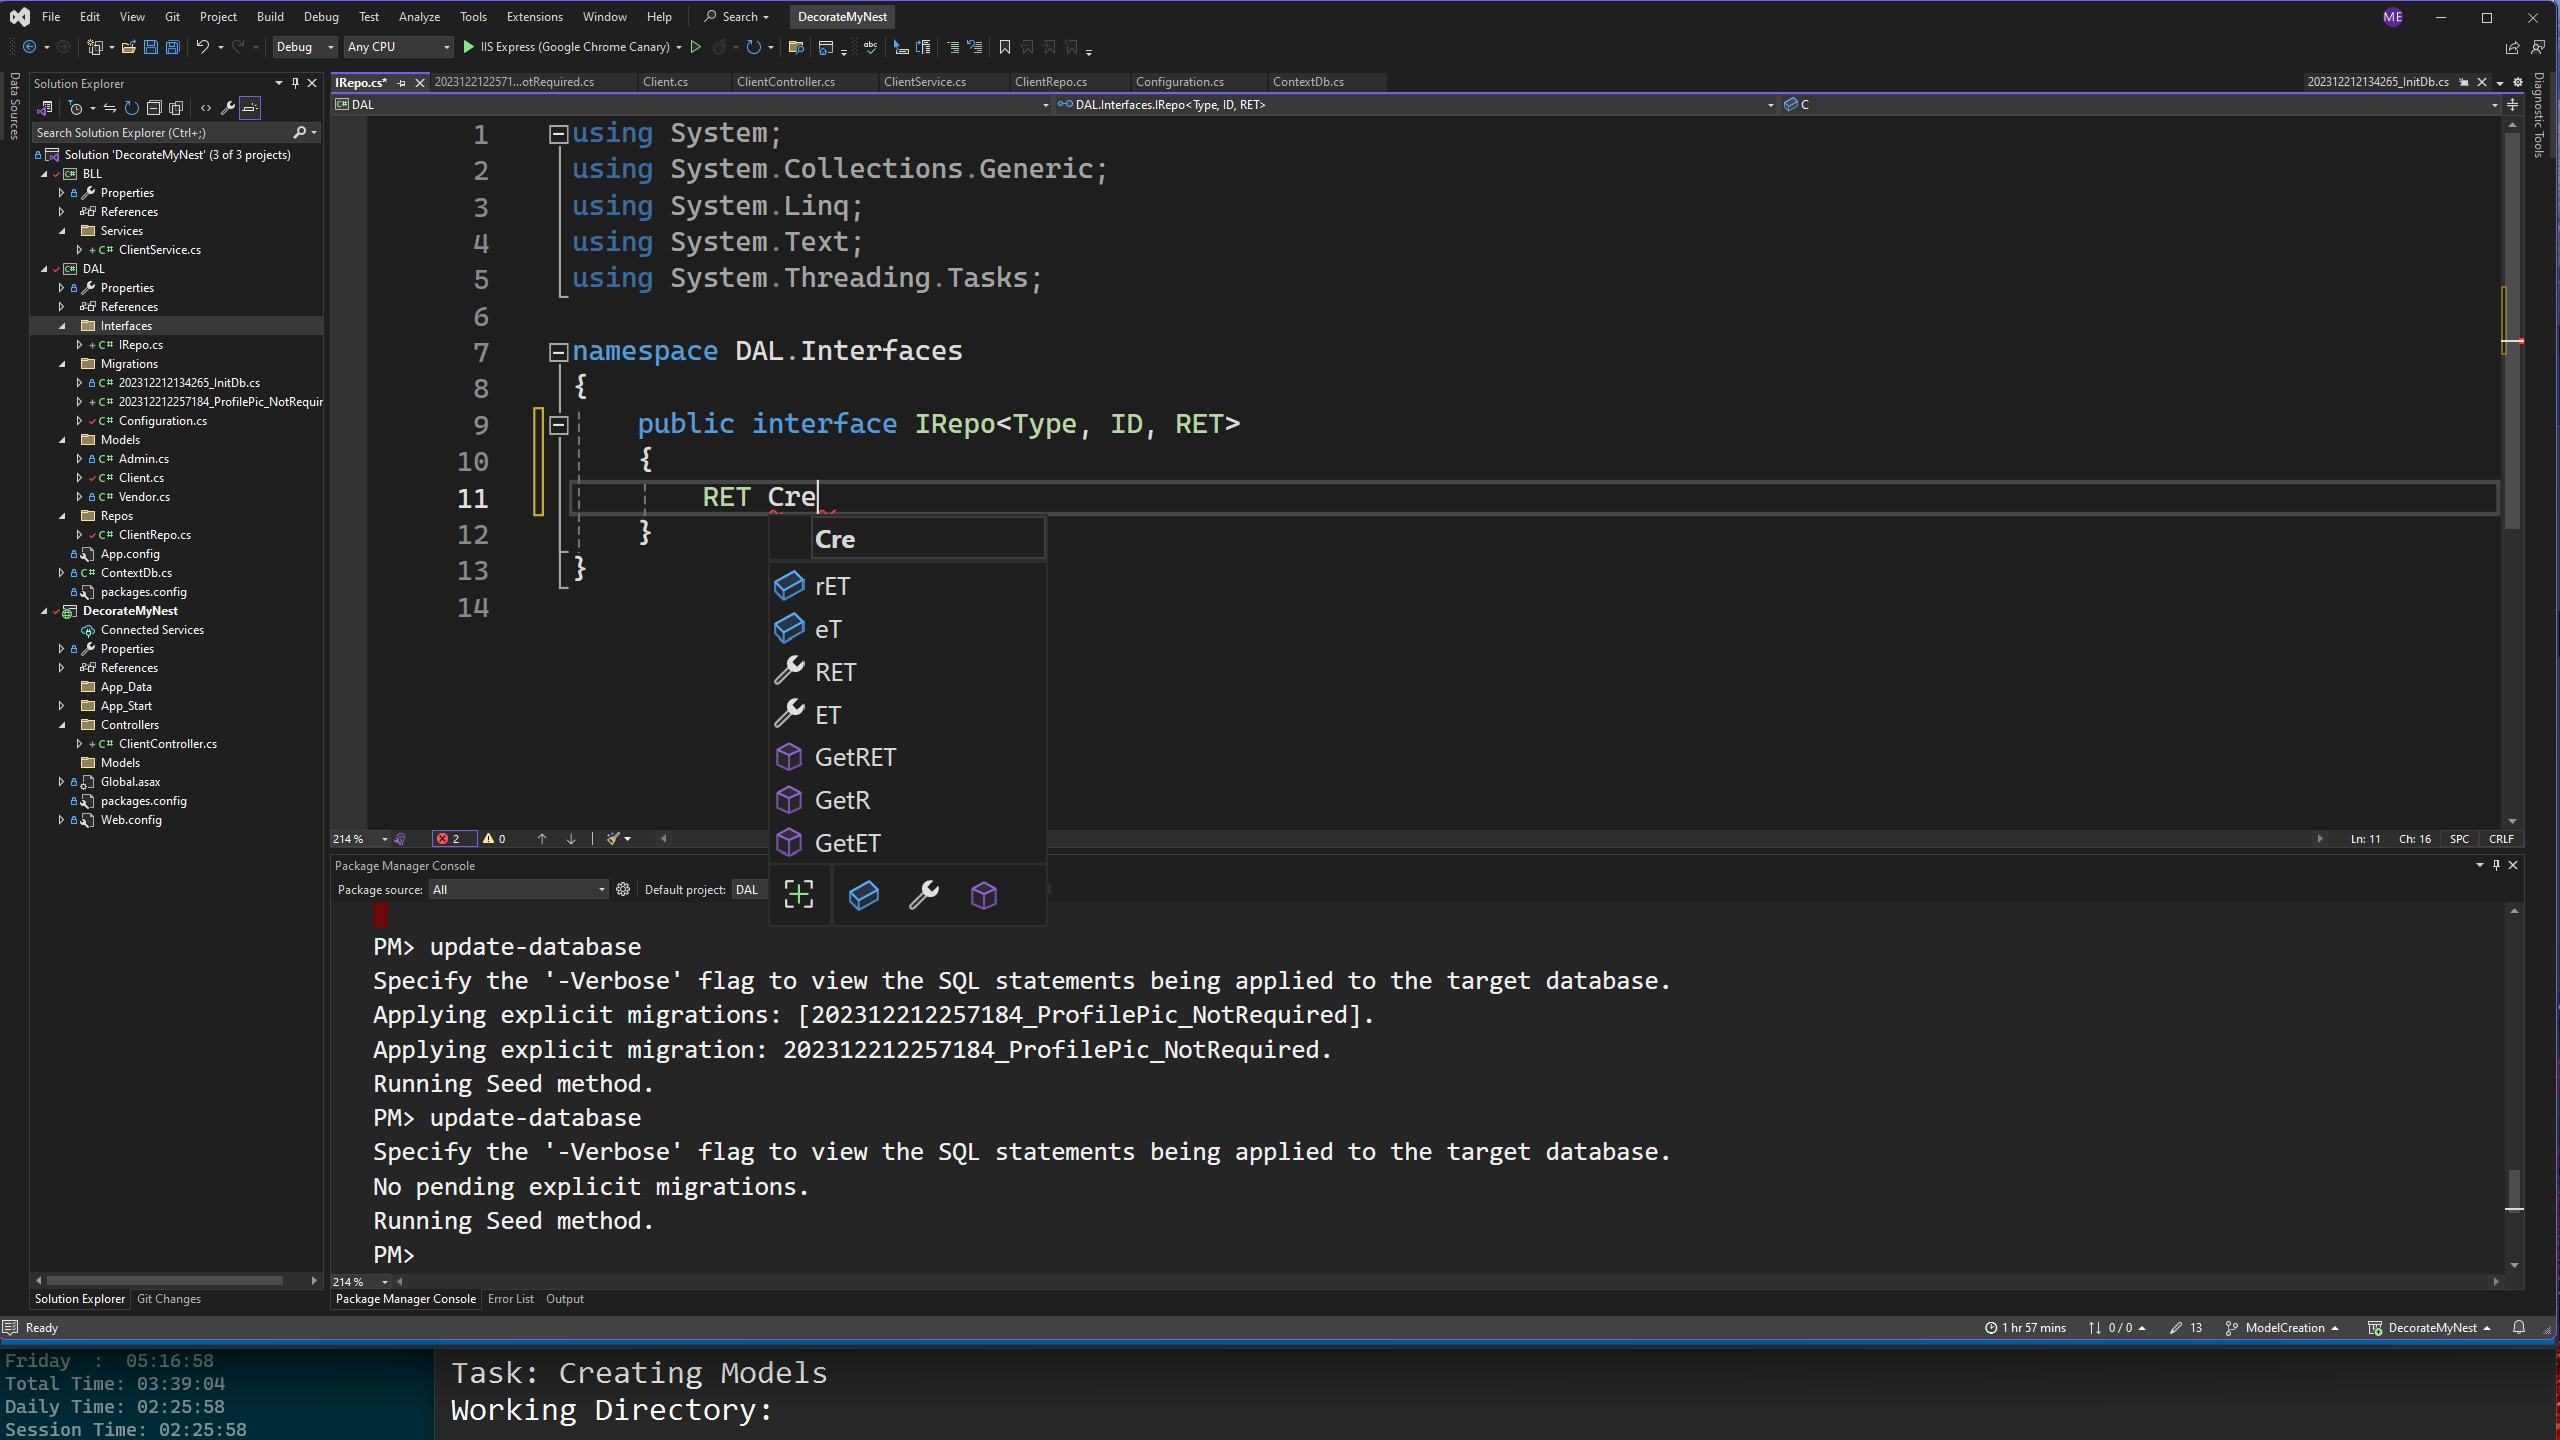 File Edit View Git Project Build Debug Test Analyze Tools Extensions Window Help Search DecorateMyNest ME
Debug Any CPU IIS Express (Google Chrome Canary)
Data Sources
Solution Explorer
Search Solution Explorer (Ctrl+;)
Solution 'DecorateMyNest' (3 of 3 projects)
BLL
Properties
References
Services
C# ClientService.cs
DAL
Properties
References
Interfaces
C# IRepo.cs
Migrations
C# 202312212134265_InitDb.cs
C# 202312212257184_ProfilePic_NotRequir
C# Configuration.cs
Models
C# Admin.cs
C# Client.cs
C# Vendor.cs
Repos
C# ClientRepo.cs
App.config
C# ContextDb.cs
packages.config
DecorateMyNest
Connected Services
Properties
References
App_Data
App_Start
Controllers
C# ClientController.cs
Models
Global.asax
packages.config
Web.config
Solution Explorer Git Changes
IRepo.cs* 2023122122571...otRequired.cs Client.cs ClientController.cs ClientService.cs ClientRepo.cs Configuration.cs ContextDb.cs 202312212134265_InitDb.cs
C# DAL DAL.Interfaces.IRepo<Type, ID, RET> C
Diagnostic Tools
1 using System;
2 using System.Collections.Generic;
3 using System.Linq;
4 using System.Text;
5 using System.Threading.Tasks;
6
7 namespace DAL.Interfaces
8 {
9 public interface IRepo<Type, ID, RET>
10 {
11 RET Cre
12 }
13 }
14
Cre
rET
eT
RET
ET
GetRET
GetR
GetET
214 % 2 0 Ln: 11 Ch: 16 SPC CRLF
Package Manager Console
Package source: All Default project: DAL
PM> update-database
Specify the '-Verbose' flag to view the SQL statements being applied to the target database.
Applying explicit migrations: [202312212257184_ProfilePic_NotRequired].
Applying explicit migration: 202312212257184_ProfilePic_NotRequired.
Running Seed method.
PM> update-database
Specify the '-Verbose' flag to view the SQL statements being applied to the target database.
No pending explicit migrations.
Running Seed method.
PM>
214 %
Package Manager Console Error List Output
Ready 1 hr 57 mins 0 / 0 13 ModelCreation DecorateMyNest
Friday : 05:16:58
Total Time: 03:39:04
Daily Time: 02:25:58
Session Time: 02:25:58
Task: Creating Models
Working Directory: